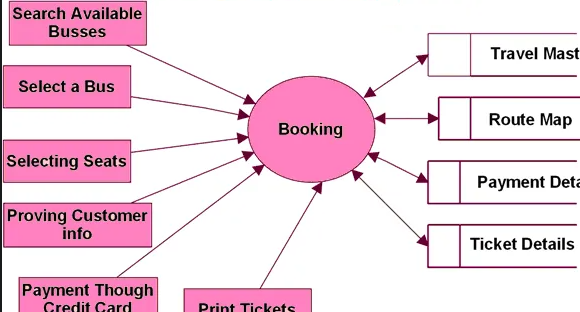 Search Available
Busses
Select a Bus
Selecting Seats
Proving Customer
info
Payment Though
Credit Card
Print Tickets
Booking
Travel Mast
Route Map
Payment Deta
Ticket Details